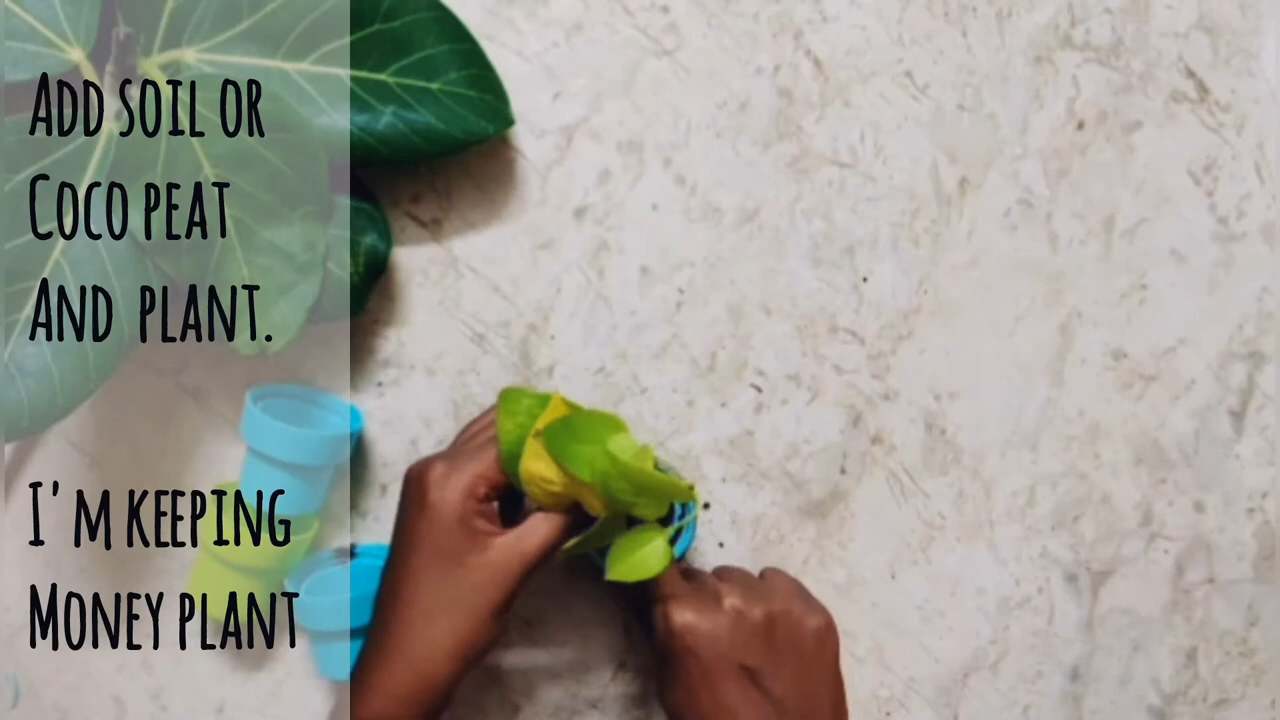 ADD SOIL OR
COCO PEAT
AND PLANT.
I'M KEEPING
MONEY PLANT